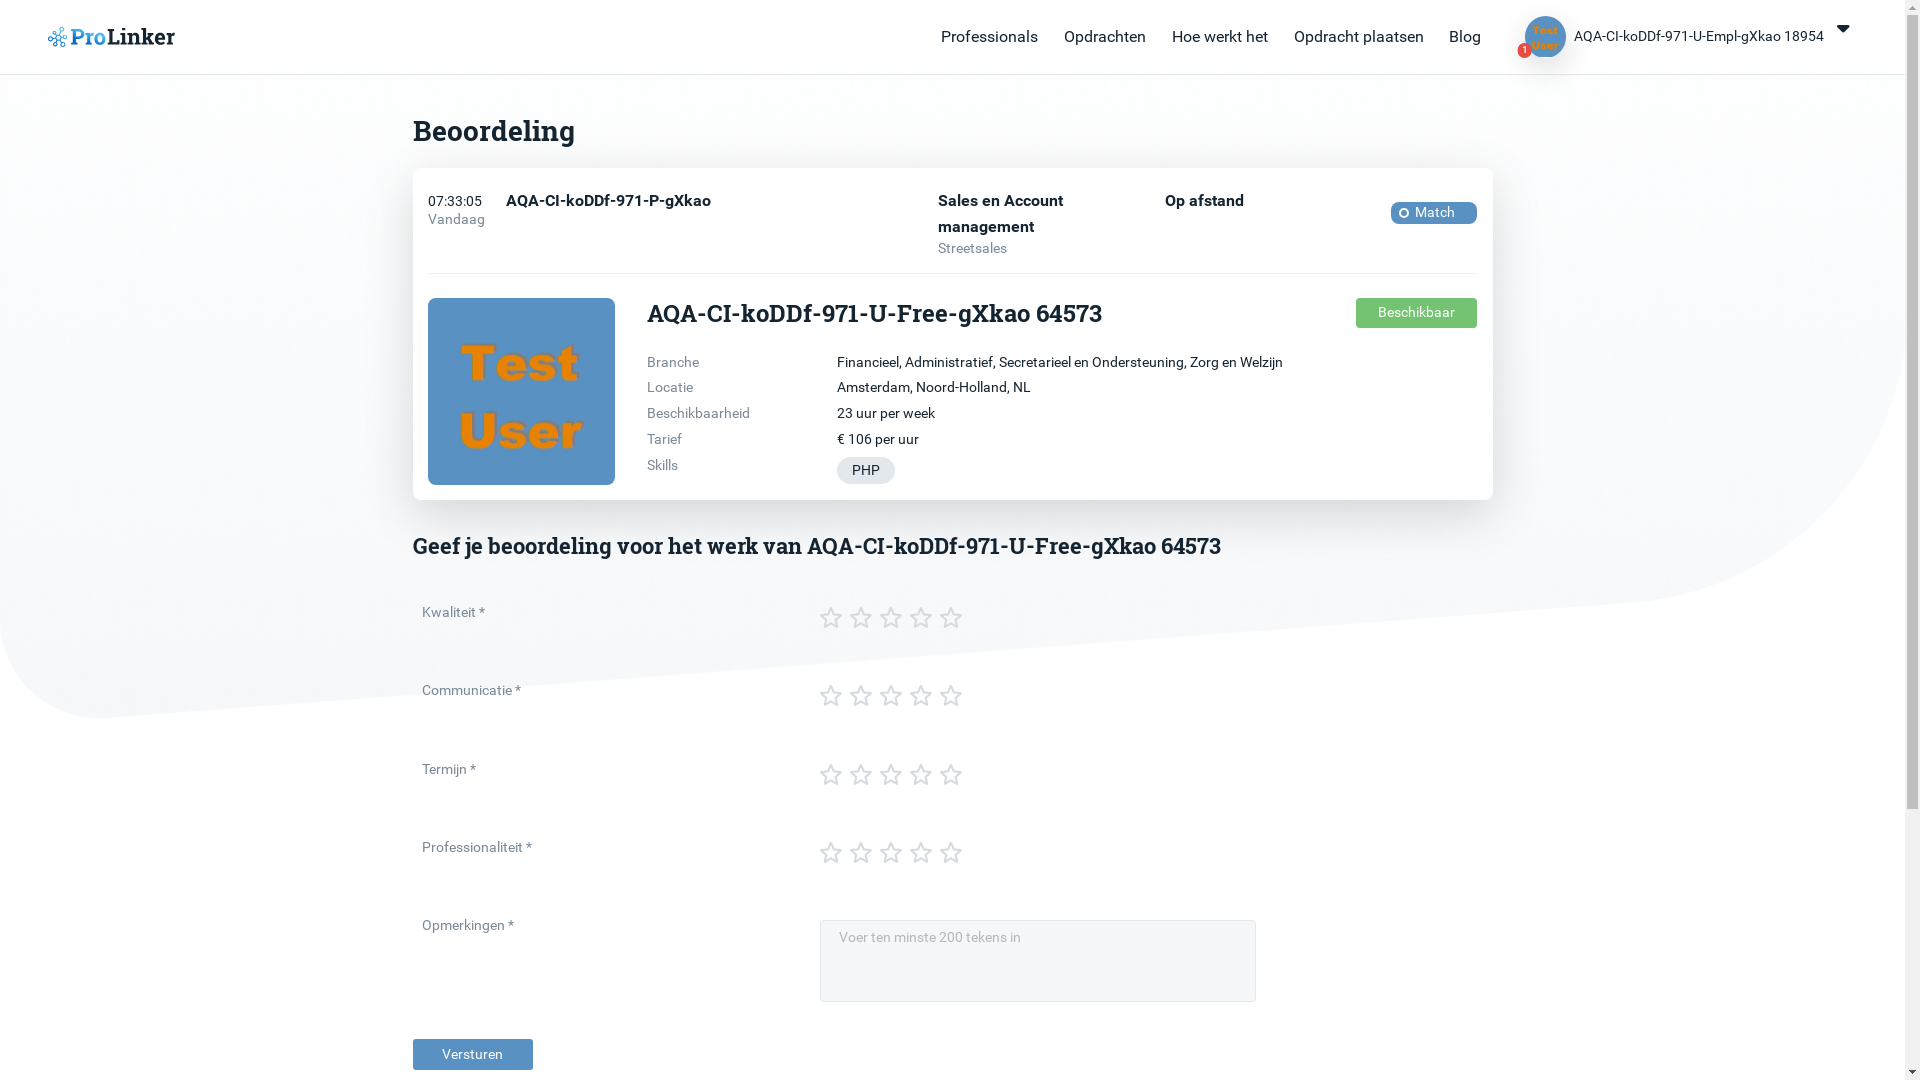 ProLinker
Professionals
Opdrachten
Hoe werkt het
Opdracht plaatsen
Blog
Test
User
1
AQA-CI-koDDf-971-U-Empl-gXkao 18954
Beoordeling
07:33:05
Vandaag
AQA-CI-koDDf-971-P-gXkao
Sales en Account
management
Streetsales
Op afstand
Match
Test
User
AQA-CI-koDDf-971-U-Free-gXkao 64573
Beschikbaar
Branche
Financieel, Administratief, Secretarieel en Ondersteuning, Zorg en Welzijn
Locatie
Amsterdam, Noord-Holland, NL
Beschikbaarheid
23 uur per week
Tarief
€ 106 per uur
Skills
PHP
Geef je beoordeling voor het werk van AQA-CI-koDDf-971-U-Free-gXkao 64573
Kwaliteit *
Communicatie *
Termijn *
Professionaliteit *
Opmerkingen *
Voer ten minste 200 tekens in
Versturen